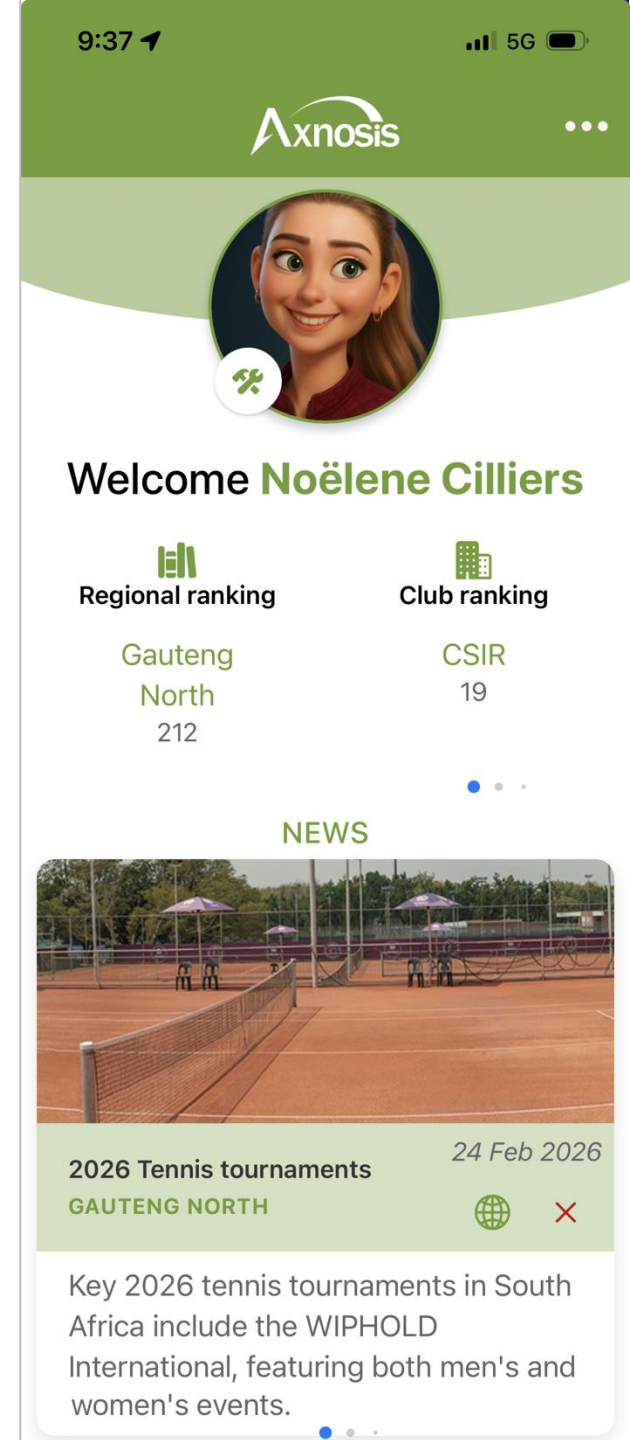 9:37
5G
Axnosis
Welcome Noëlene Cilliers
Regional ranking
Club ranking
Gauteng
North
212
CSIR
19
NEWS
24 Feb 2026
2026 Tennis tournaments
GAUTENG NORTH
Key 2026 tennis tournaments in South
Africa include the WIPHOLD
International, featuring both men's and
women's events.